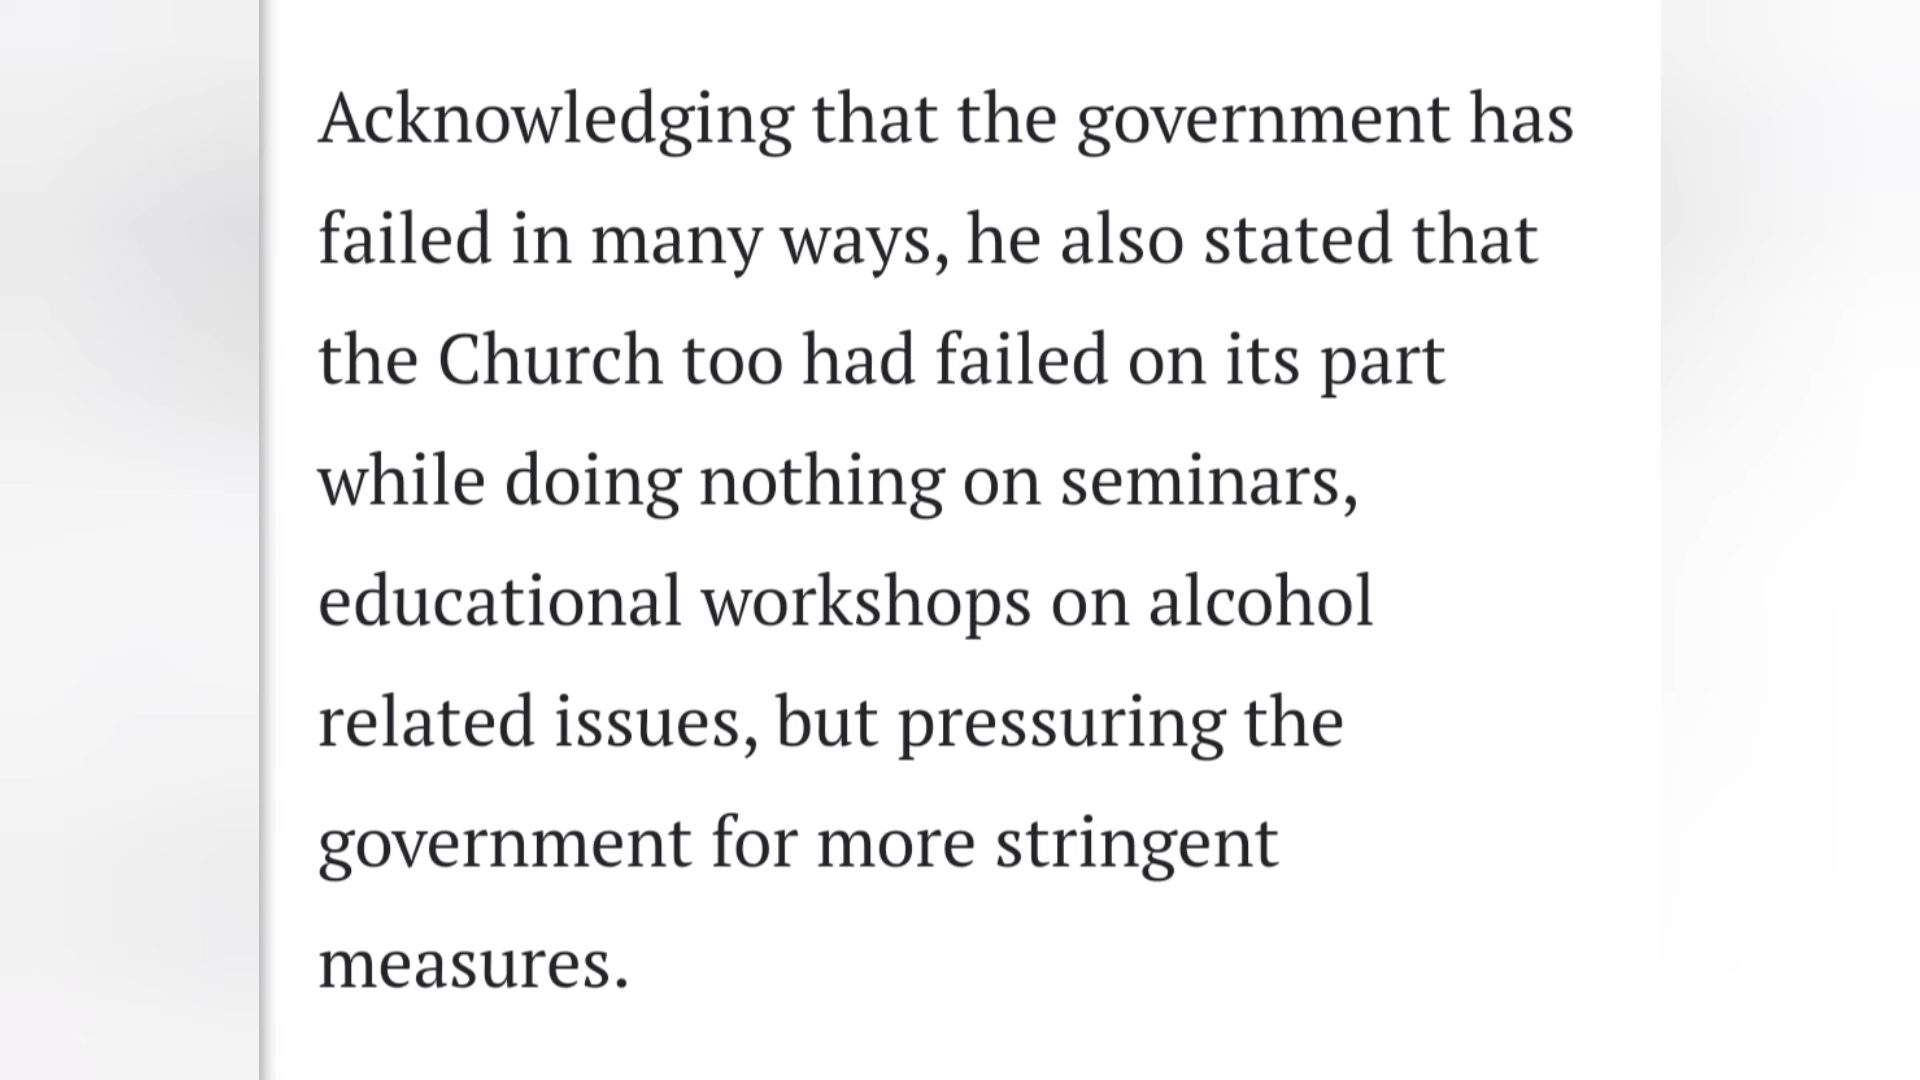 Acknowledging that the government has
failed in many ways, he also stated that
the Church too had failed on its part
while doing nothing on seminars,
educational workshops on alcohol
related issues, but pressuring the
government for more stringent
measures.